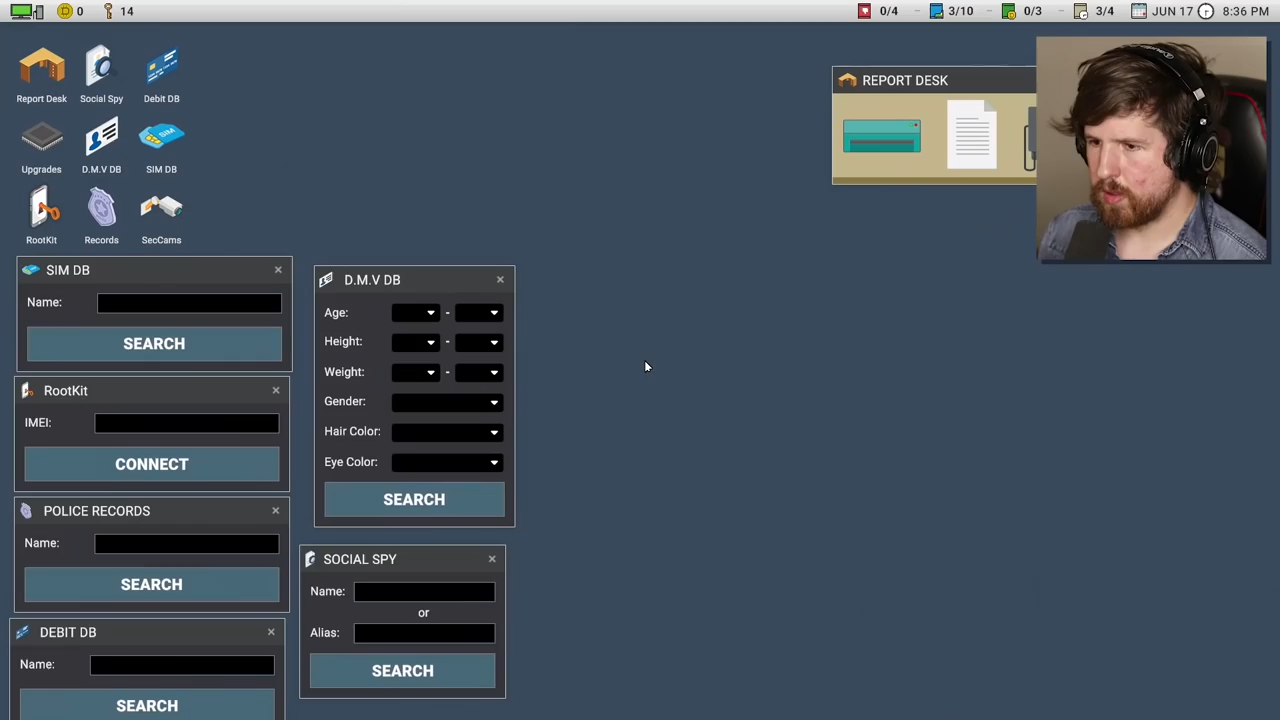 0 14 0/4 - 3/10 - 0/3 - 3/4 JUN 17 8:36 PM
Report Desk Social Spy Debit DB
Upgrades D.M.V DB SIM DB
RootKit Records SecCams
REPORT DESK
SIM
SIM DB
Name:
SEARCH
RootKit
IMEI:
CONNECT
POLICE RECORDS
Name:
SEARCH
DEBIT DB
Name:
SEARCH
D.M.V DB
Age: -
Height: -
Weight: -
Gender:
Hair Color:
Eye Color:
SEARCH
SOCIAL SPY
Name:
or
Alias:
SEARCH